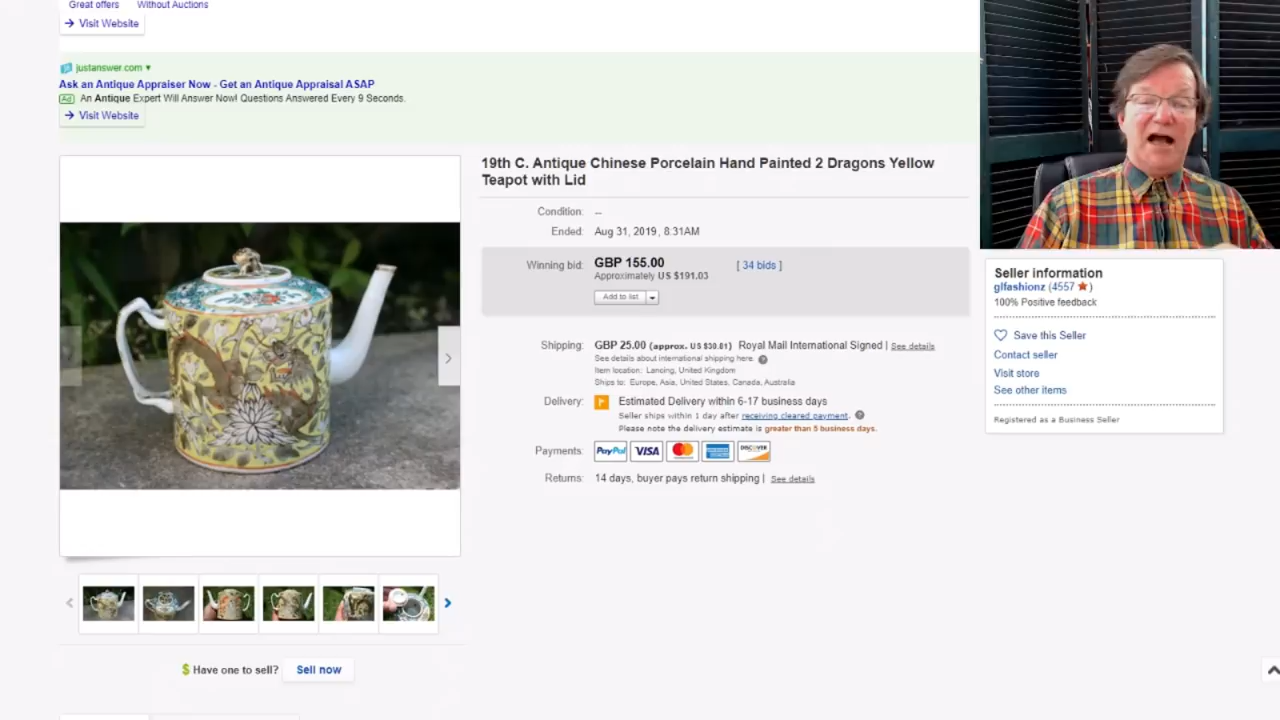 Great offers Without Auctions
→ Visit Website
justanswer.com
Ask an Antique Appraiser Now - Get an Antique Appraisal ASAP
Ad An Antique Expert Will Answer Now! Questions Answered Every 9 Seconds.
→ Visit Website
19th C. Antique Chinese Porcelain Hand Painted 2 Dragons Yellow
Teapot with Lid
Condition: --
Ended: Aug 31, 2019 , 8:31AM
Winning bid: GBP 155.00 [ 34 bids ]
Approximately US $191.03
Add to list
Shipping: GBP 25.00 (approx. US $30.81) Royal Mail International Signed | See details
See details about international shipping here.
Item location: Lancing, United Kingdom
Ships to: Europe, Asia, United States, Canada, Australia
Delivery: Estimated Delivery within 6-17 business days
Seller ships within 1 day after receiving cleared payment.
Please note the delivery estimate is greater than 5 business days.
Payments: PayPal VISA MasterCard DISCOVER
Returns: 14 days, buyer pays return shipping | See details
Seller information
glfashionz (4557 ★)
100% Positive feedback
Save this Seller
Contact seller
Visit store
See other items
Registered as a Business Seller
$ Have one to sell? Sell now